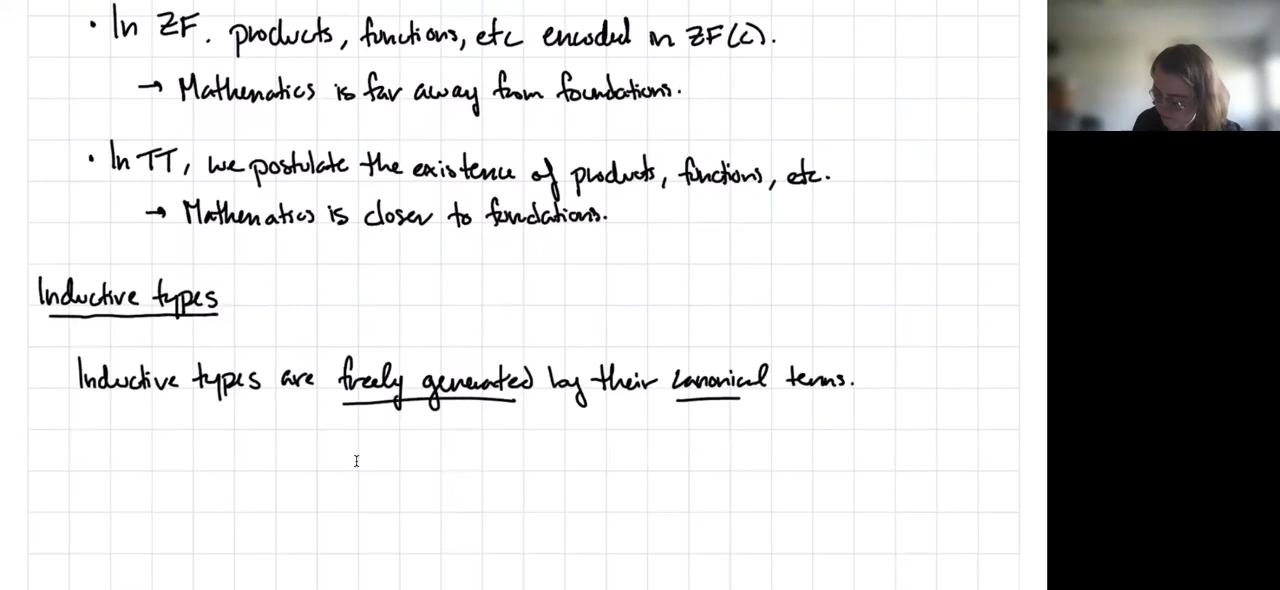 · In ZF. products, functions, etc encoded in ZF(C).
→ Mathematics is far away from foundations.
· In TT, we postulate the existence of products, functions, etc.
→ Mathematics is closer to foundations.
Inductive types
Inductive types are freely generated by their canonical terms.